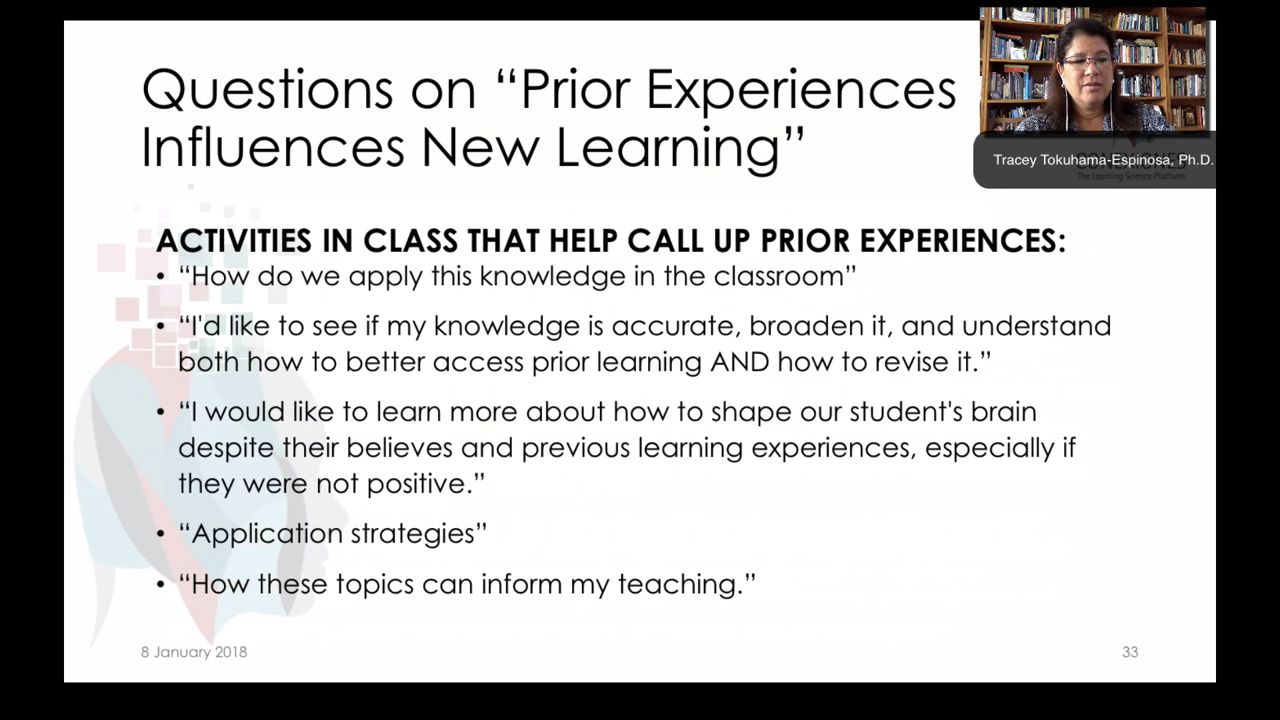 Questions on “Prior Experiences
Influences New Learning”
Tracey Tokuhama-Espinosa, Ph.D.
CONEXIONES
The Learning Science Platform
ACTIVITIES IN CLASS THAT HELP CALL UP PRIOR EXPERIENCES:
• “How do we apply this knowledge in the classroom”
• “I'd like to see if my knowledge is accurate, broaden it, and understand
both how to better access prior learning AND how to revise it.”
• “I would like to learn more about how to shape our student's brain
despite their believes and previous learning experiences, especially if
they were not positive.”
• “Application strategies”
• “How these topics can inform my teaching.”
8 January 2018
33